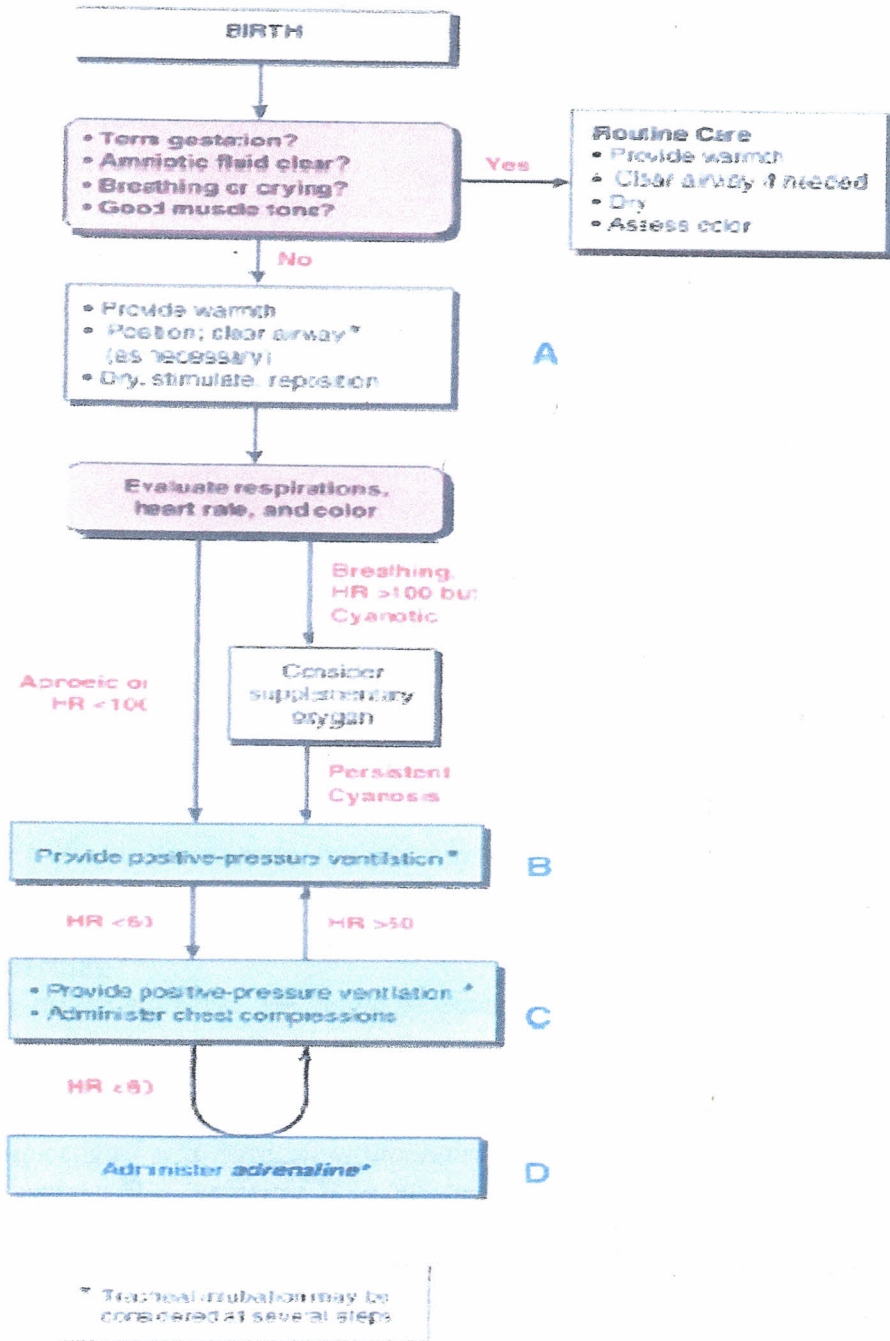 BIRTH
• Term gestation?
• Amniotic fluid clear?
• Breathing or crying?
• Good muscle tone?
Yes
Routine Care
• Provide warmth
• Clear airway if needed
• Dry
• Assess color
No
• Provide warmth
• Position; clear airway*
(as necessary)
• Dry, stimulate, reposition
A
Evaluate respirations,
heart rate, and color
Breathing,
HR >100 but
Cyanotic
Apnoeic or
HR <100
Consider
supplementary
oxygen
Persistent
Cyanosis
Provide positive-pressure ventilation*
B
HR <60
HR >60
• Provide positive-pressure ventilation*
• Administer chest compressions
C
HR <60
Administer adrenaline*
D
* Tracheal intubation may be
considered at several steps